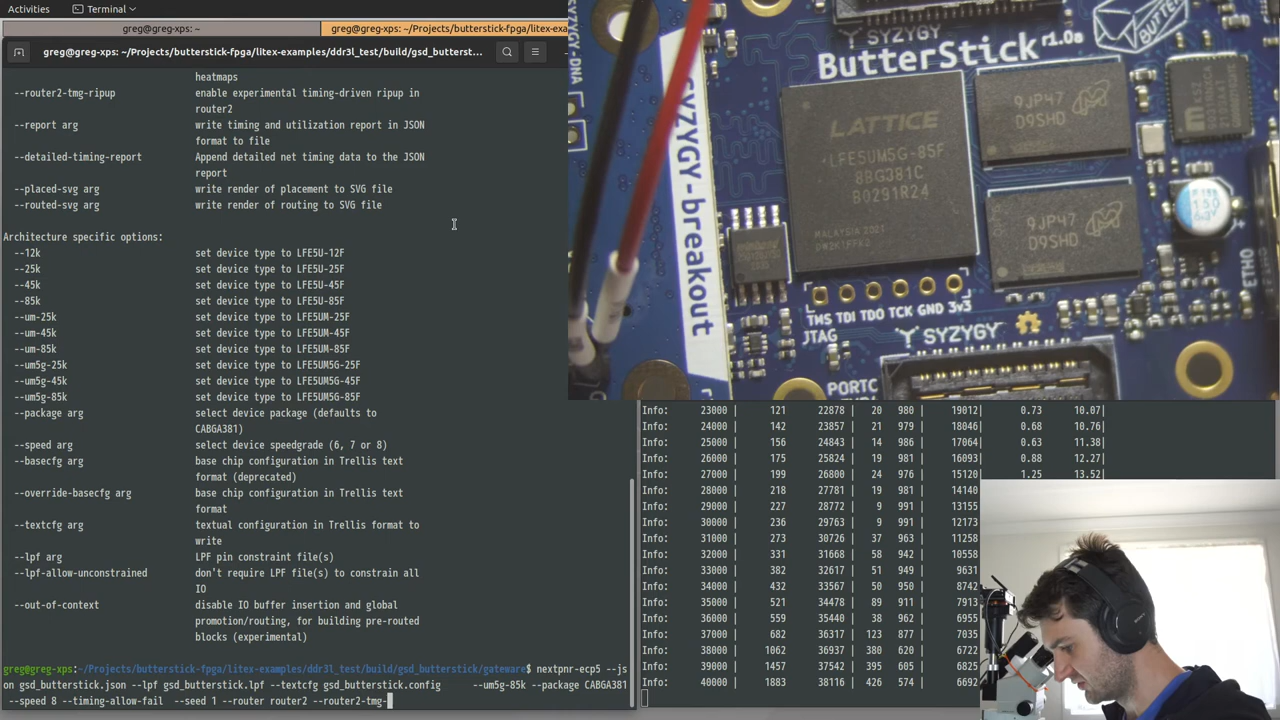 Activities
Terminal
greg@greg-xps: ~
greg@greg-xps: ~/Projects/butterstick-fpga/litex-exa
greg@greg-xps: ~/Projects/butterstick-fpga/litex-examples/ddr3l_test/build/gsd_butterst...
heatmaps
--router2-tmg-ripup enable experimental timing-driven ripup in
router2
--report arg write timing and utilization report in JSON
format to file
--detailed-timing-report Append detailed net timing data to the JSON
report
--placed-svg arg write render of placement to SVG file
--routed-svg arg write render of routing to SVG file
Architecture specific options:
--12k set device type to LFE5U-12F
--25k set device type to LFE5U-25F
--45k set device type to LFE5U-45F
--85k set device type to LFE5U-85F
--um-25k set device type to LFE5UM-25F
--um-45k set device type to LFE5UM-45F
--um-85k set device type to LFE5UM-85F
--um5g-25k set device type to LFE5UM5G-25F
--um5g-45k set device type to LFE5UM5G-45F
--um5g-85k set device type to LFE5UM5G-85F
--package arg select device package (defaults to
CABGA381)
--speed arg select device speedgrade (6, 7 or 8)
--basecfg arg base chip configuration in Trellis text
format (deprecated)
--override-basecfg arg base chip configuration in Trellis text
format
--textcfg arg textual configuration in Trellis format to
write
--lpf arg LPF pin constraint file(s)
--lpf-allow-unconstrained don't require LPF file(s) to constrain all
IO
--out-of-context disable IO buffer insertion and global
promotion/routing, for building pre-routed
blocks (experimental)
greg@greg-xps:~/Projects/butterstick-fpga/litex-examples/ddr3l_test/build/gsd_butterstick/gateware$ nextpnr-ecp5 --js
on gsd_butterstick.json --lpf gsd_butterstick.lpf --textcfg gsd_butterstick.config --um5g-85k --package CABGA381
--speed 8 --timing-allow-fail --seed 1 --router router2 --router2-tmg-
SYZYGY
ButterStick r1.0a
BUTTER
SYZYGY-DNA
SYZYGY-breakout
LATTICE
LFE5UM5G-85F
8BG381C
B0291R24
MALAYSIA 2021
9JP47
D9SHD
9JP47
D9SHD
150
6.3V
ETH0
TMS TDI TDO TCK GND 3v3
JTAG
SYZYGY
PORTC
Info: 23000 | 121 22878 | 20 980 | 19012| 0.73 10.07|
Info: 24000 | 142 23857 | 21 979 | 18046| 0.68 10.76|
Info: 25000 | 156 24843 | 14 986 | 17064| 0.63 11.38|
Info: 26000 | 175 25824 | 19 981 | 16093| 0.88 12.27|
Info: 27000 | 199 26800 | 24 976 | 15120| 1.25 13.52|
Info: 28000 | 218 27781 | 19 981 | 14140
Info: 29000 | 227 28772 | 9 991 | 13155
Info: 30000 | 236 29763 | 9 991 | 12173
Info: 31000 | 273 30726 | 37 963 | 11258
Info: 32000 | 331 31668 | 58 942 | 10558
Info: 33000 | 382 32617 | 51 949 | 9631
Info: 34000 | 432 33567 | 50 950 | 8742
Info: 35000 | 521 34478 | 89 911 | 7913
Info: 36000 | 559 35440 | 38 962 | 6955
Info: 37000 | 682 36317 | 123 877 | 7035
Info: 38000 | 1062 36937 | 380 620 | 6722
Info: 39000 | 1457 37542 | 395 605 | 6825
Info: 40000 | 1883 38116 | 426 574 | 6692